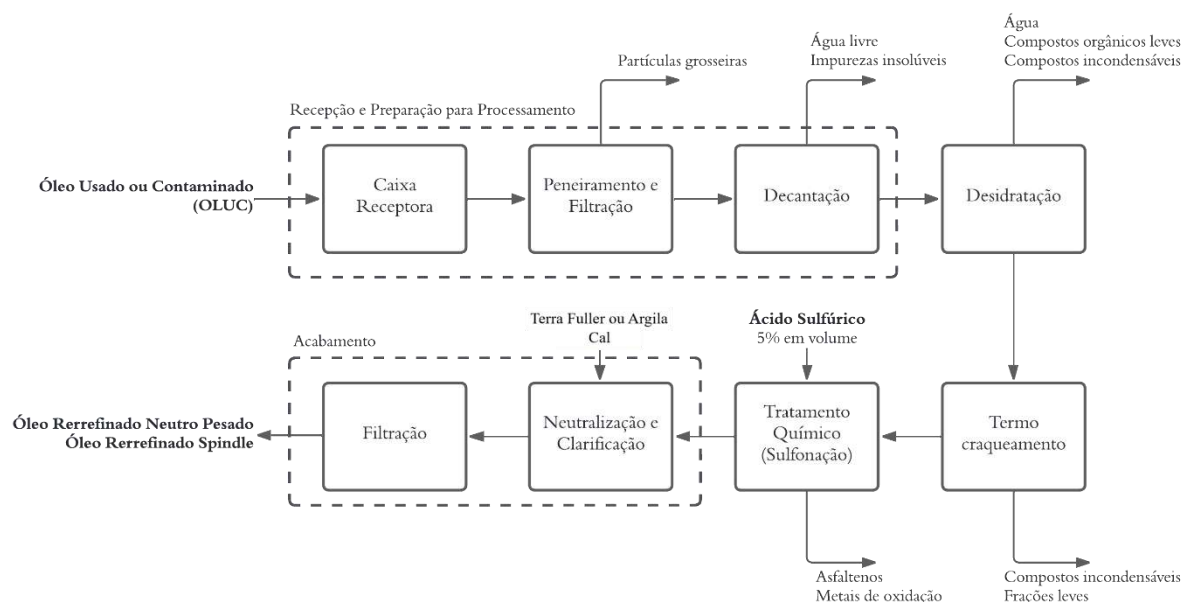 Água
Compostos orgânicos leves
Compostos incondensáveis
Água livre
Impurezas insolúveis
Partículas grosseiras
Recepção e Preparação para Processamento
Óleo Usado ou Contaminado
(OLUC)
Caixa
Receptora
Peneiramento e
Filtração
Decantação
Desidratação
Terra Fuller ou Argila
Cal
Ácido Sulfúrico
5% em volume
Acabamento
Óleo Rerrefinado Neutro Pesado
Óleo Rerrefinado Spindle
Filtração
Neutralização e
Clarificação
Tratamento
Químico
(Sulfonação)
Termo
craqueamento
Asfaltenos
Metais de oxidação
Compostos incondensáveis
Frações leves